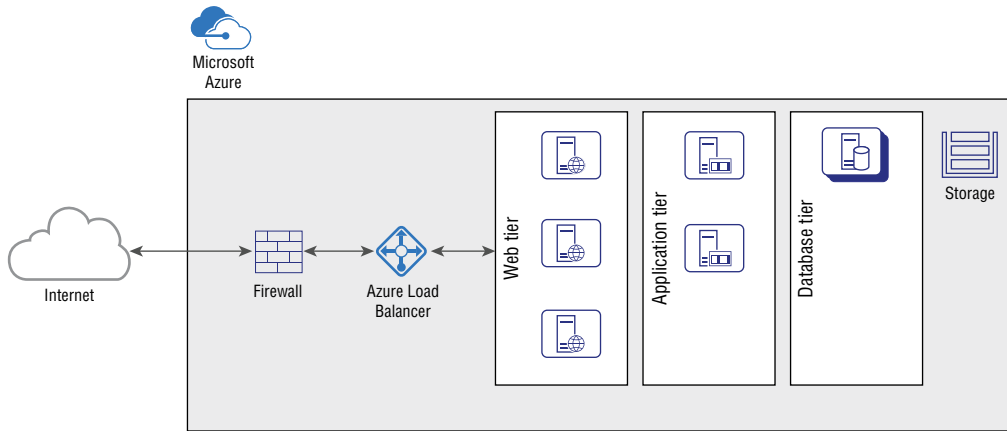 Microsoft
Azure
Internet
Firewall
Azure Load
Balancer
Web tier
Application tier
Database tier
Storage